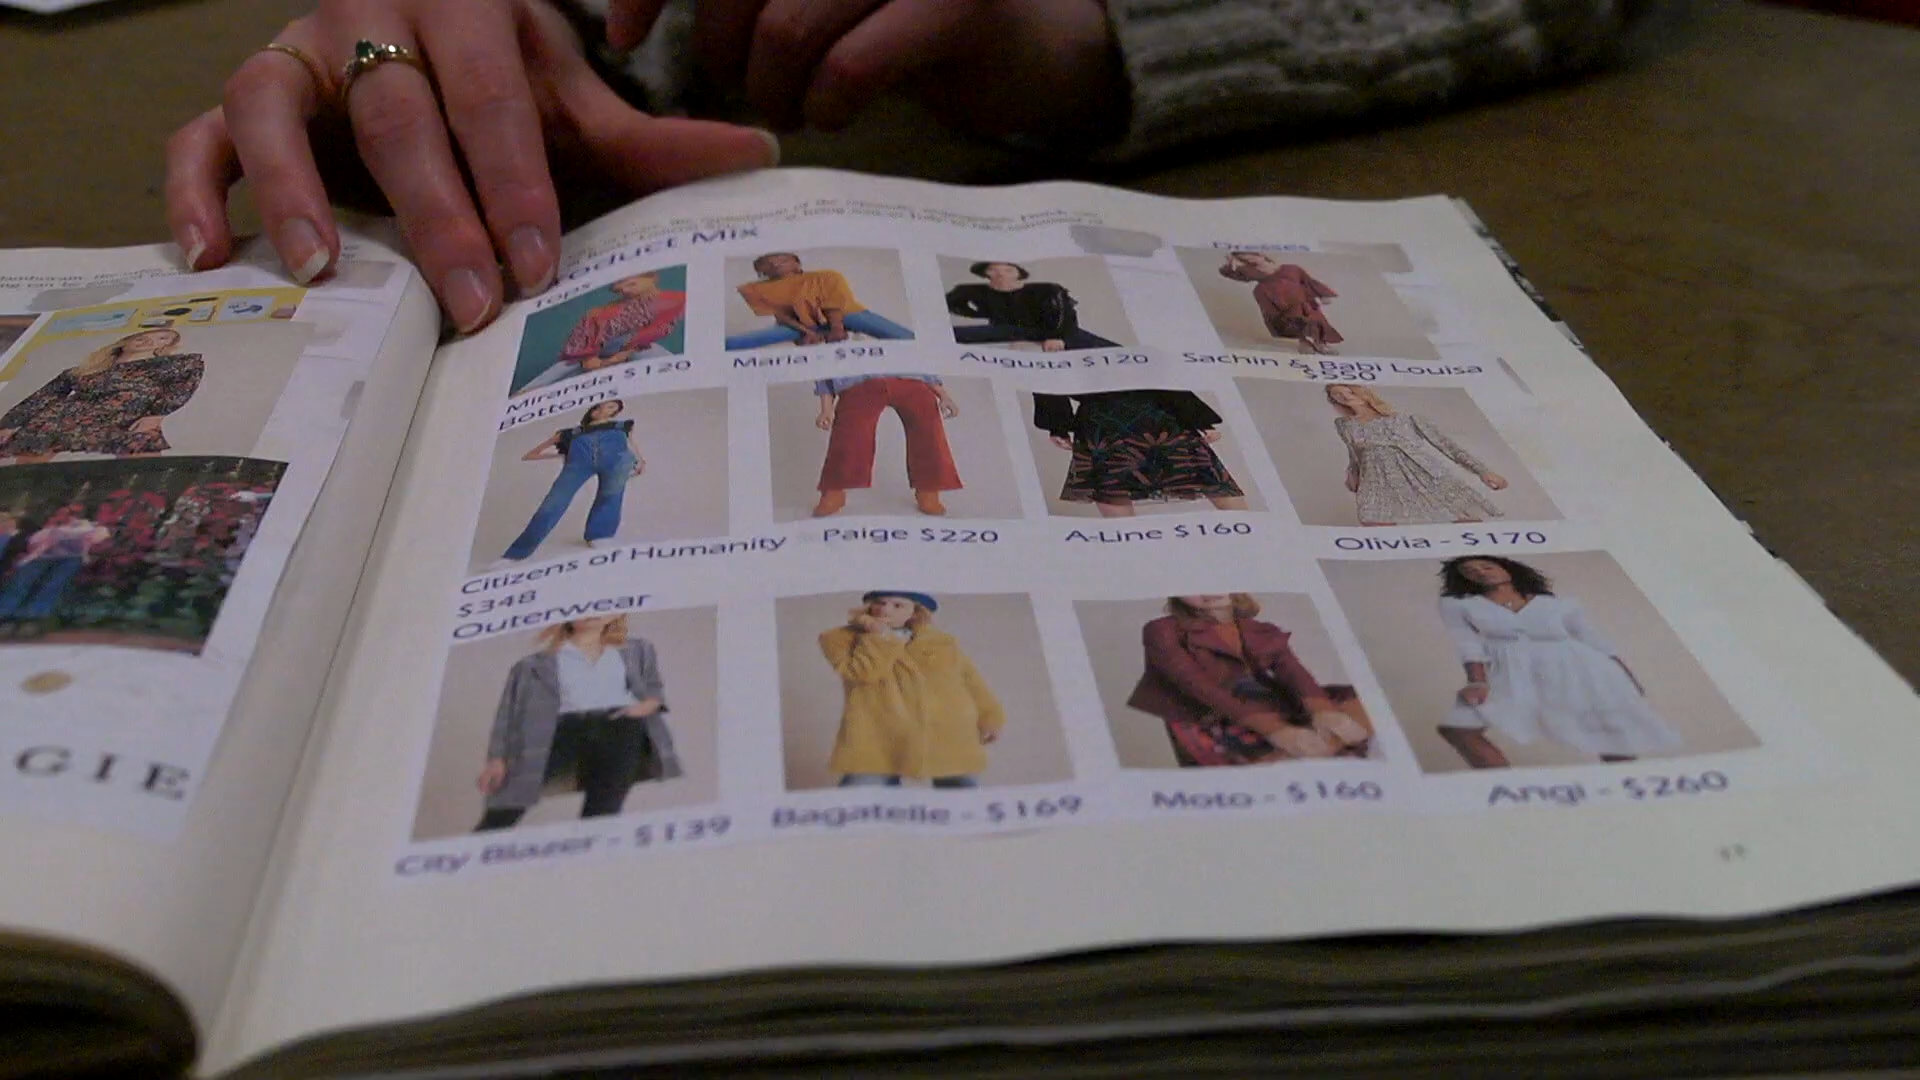 Product Mix
Tops
Dresses
Miranda $120
Maria - $98
Augusta $120
Sachin & Babi Louisa
$550
Bottoms
Citizens of Humanity
$348
Paige $220
A-Line $160
Olivia - $170
Outerwear
City Blazer - $139
Bagatelle - $169
Moto - $160
Angi - $260
GIE